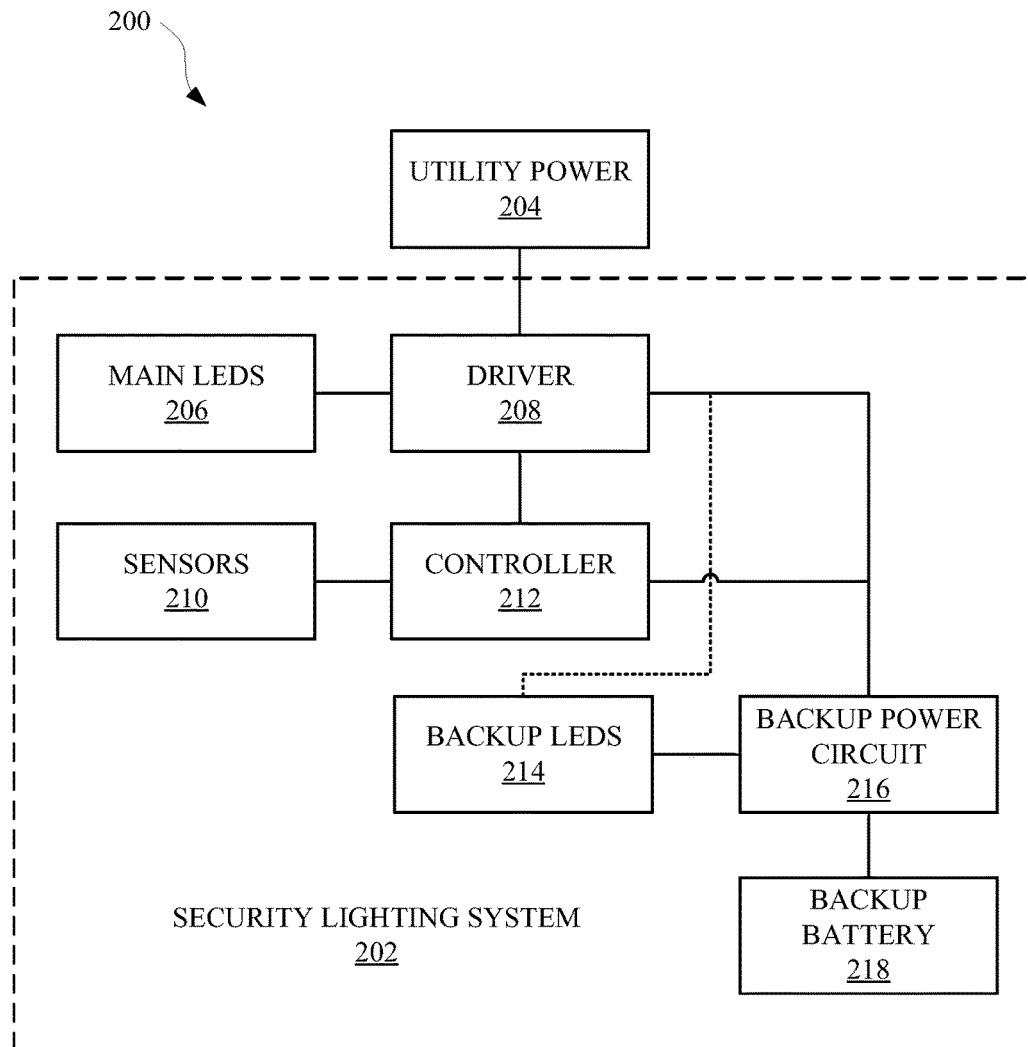 200
UTILITY POWER
204
MAIN LEDS
206
DRIVER
208
SENSORS
210
CONTROLLER
212
BACKUP LEDS
214
BACKUP POWER
CIRCUIT
216
SECURITY LIGHTING SYSTEM
202
BACKUP
BATTERY
218